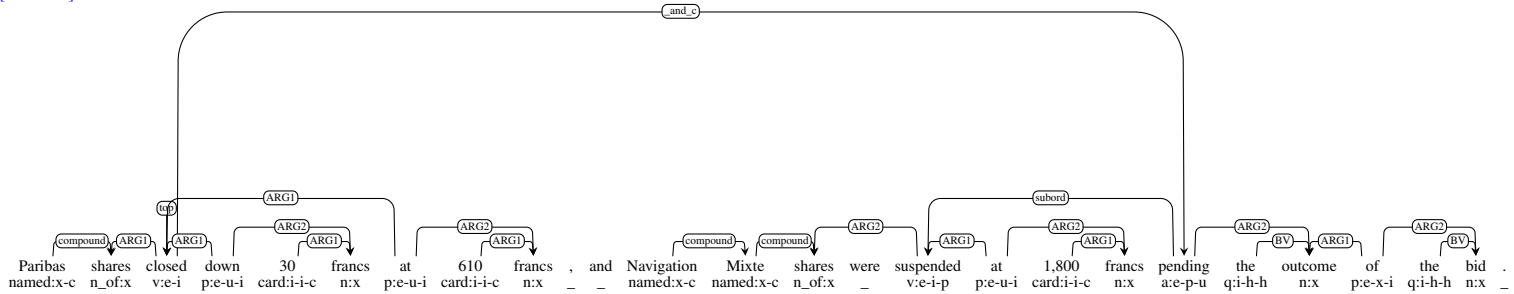 _and_c
ARG1 subord
top
ARG2 ARG2 ARG2 ARG2 ARG2 ARG2
compound ARG1 ARG1 ARG1 ARG1 compound compound ARG1 ARG1 BV ARG1 BV
Paribas shares closed down 30 francs at 610 francs , and Navigation Mixte shares were suspended at 1,800 francs pending the outcome of the bid .
named:x-c n_of:x v:e-i p:e-u-i card:i-i-c n:x p:e-u-i card:i-i-c n:x _ _ named:x-c named:x-c n_of:x _ v:e-i-p p:e-u-i card:i-i-c n:x a:e-p-u q:i-h-h n:x p:e-x-i q:i-h-h n:x _